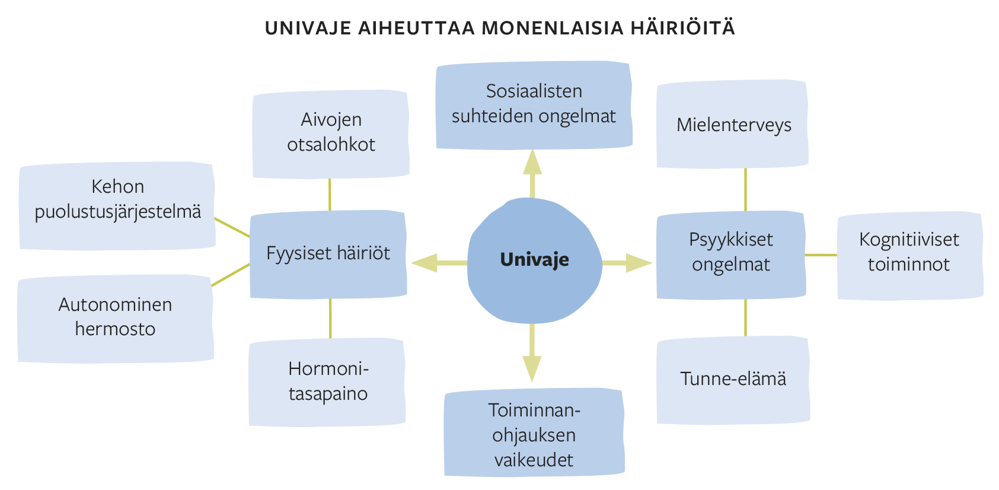 UNIVAJE AIHEUTTAA MONENLAISIA HÄIRIÖITÄ
Sosiaalisten
suhteiden ongelmat
Aivojen
otsalohkot
Mielenterveys
Kehon
puolustusjärjestelmä
Fyysiset häiriöt
Univaje
Psyykkiset
ongelmat
Kognitiiviset
toiminnot
Autonominen
hermosto
Hormoni-
tasapaino
Tunne-elämä
Toiminnan-
ohjauksen
vaikeudet